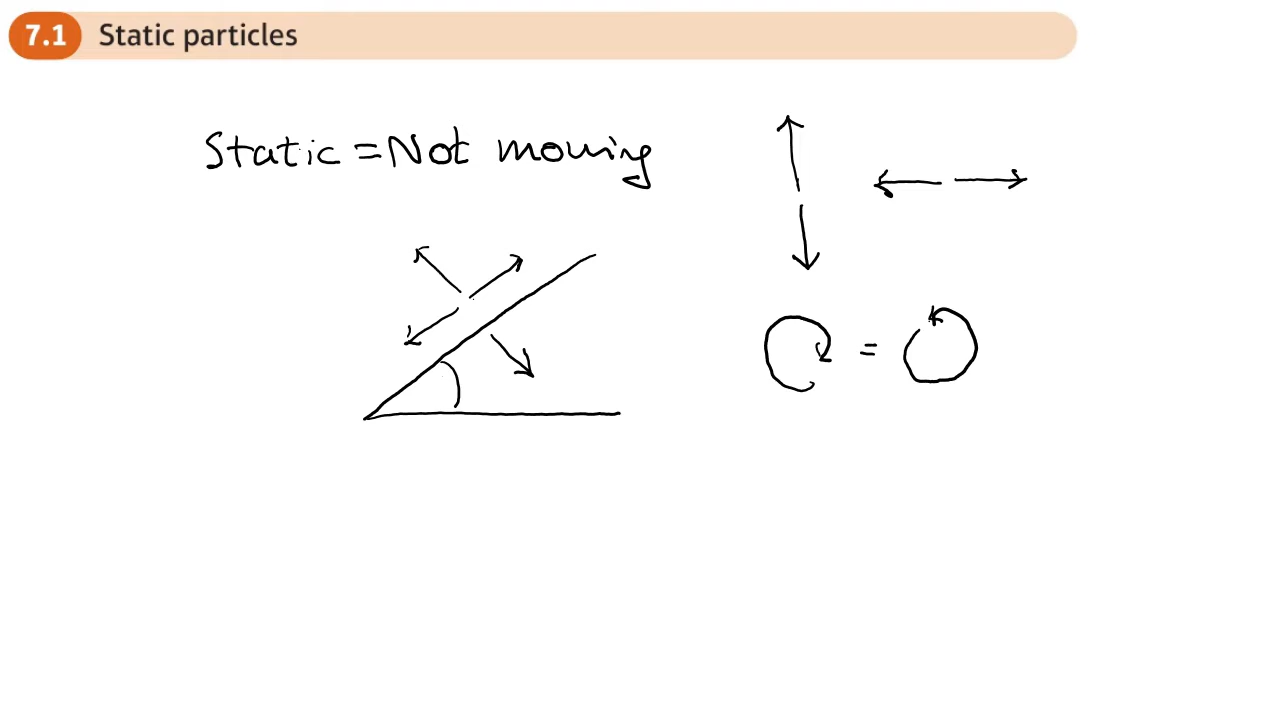 7.1 Static particles
Static = Not moving
=